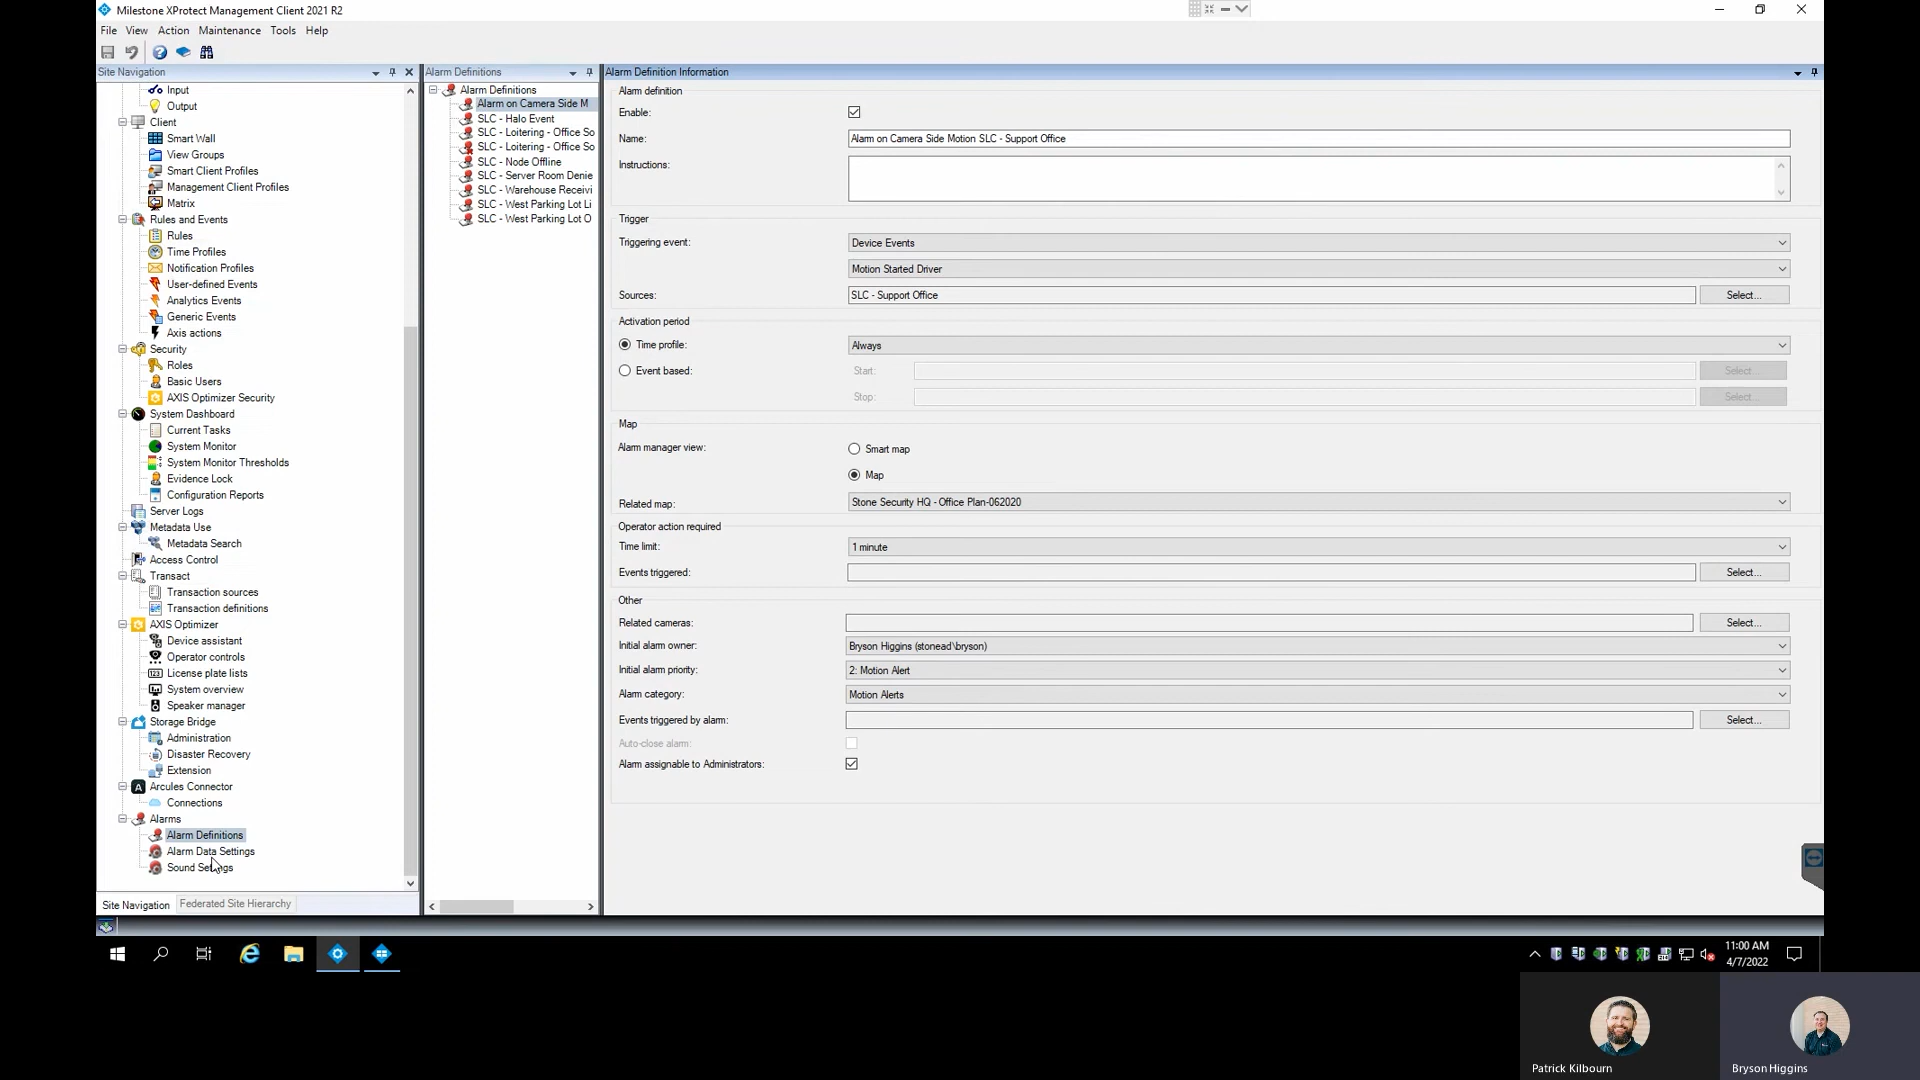 Milestone XProtect Management Client 2021 R2
File View Action Maintenance Tools Help
Site Navigation
Input
Output
Client
Smart Wall
View Groups
Smart Client Profiles
Management Client Profiles
Matrix
Rules and Events
Rules
Time Profiles
Notification Profiles
User-defined Events
Analytics Events
Generic Events
Axis actions
Security
Roles
Basic Users
AXIS Optimizer Security
System Dashboard
Current Tasks
System Monitor
System Monitor Thresholds
Evidence Lock
Configuration Reports
Server Logs
Metadata Use
Metadata Search
Access Control
Transact
Transaction sources
Transaction definitions
AXIS Optimizer
Device assistant
Operator controls
License plate lists
System overview
Speaker manager
Storage Bridge
Administration
Disaster Recovery
Extension
Arcules Connector
Connections
Alarms
Alarm Definitions
Alarm Data Settings
Sound Settings
Site Navigation Federated Site Hierarchy
Alarm Definitions
Alarm Definitions
Alarm on Camera Side M
SLC - Halo Event
SLC - Loitering - Office So
SLC - Loitering - Office So
SLC - Node Offline
SLC - Server Room Denie
SLC - Warehouse Receivi
SLC - West Parking Lot Li
SLC - West Parking Lot O
Alarm Definition Information
Alarm definition
Enable:
Name: Alarm on Camera Side Motion SLC - Support Office
Instructions:
Trigger
Triggering event: Device Events
Motion Started Driver
Sources: SLC - Support Office Select...
Activation period
Time profile: Always
Event based: Start: Select...
Stop: Select...
Map
Alarm manager view: Smart map
Map
Related map: Stone Security HQ - Office Plan-062020
Operator action required
Time limit: 1 minute
Events triggered: Select...
Other
Related cameras: Select...
Initial alarm owner: Bryson Higgins (stonead\bryson)
Initial alarm priority: 2: Motion Alert
Alarm category: Motion Alerts
Events triggered by alarm: Select...
Auto-close alarm:
Alarm assignable to Administrators:
11:00 AM
4/7/2022
Patrick Kilbourn
Bryson Higgins